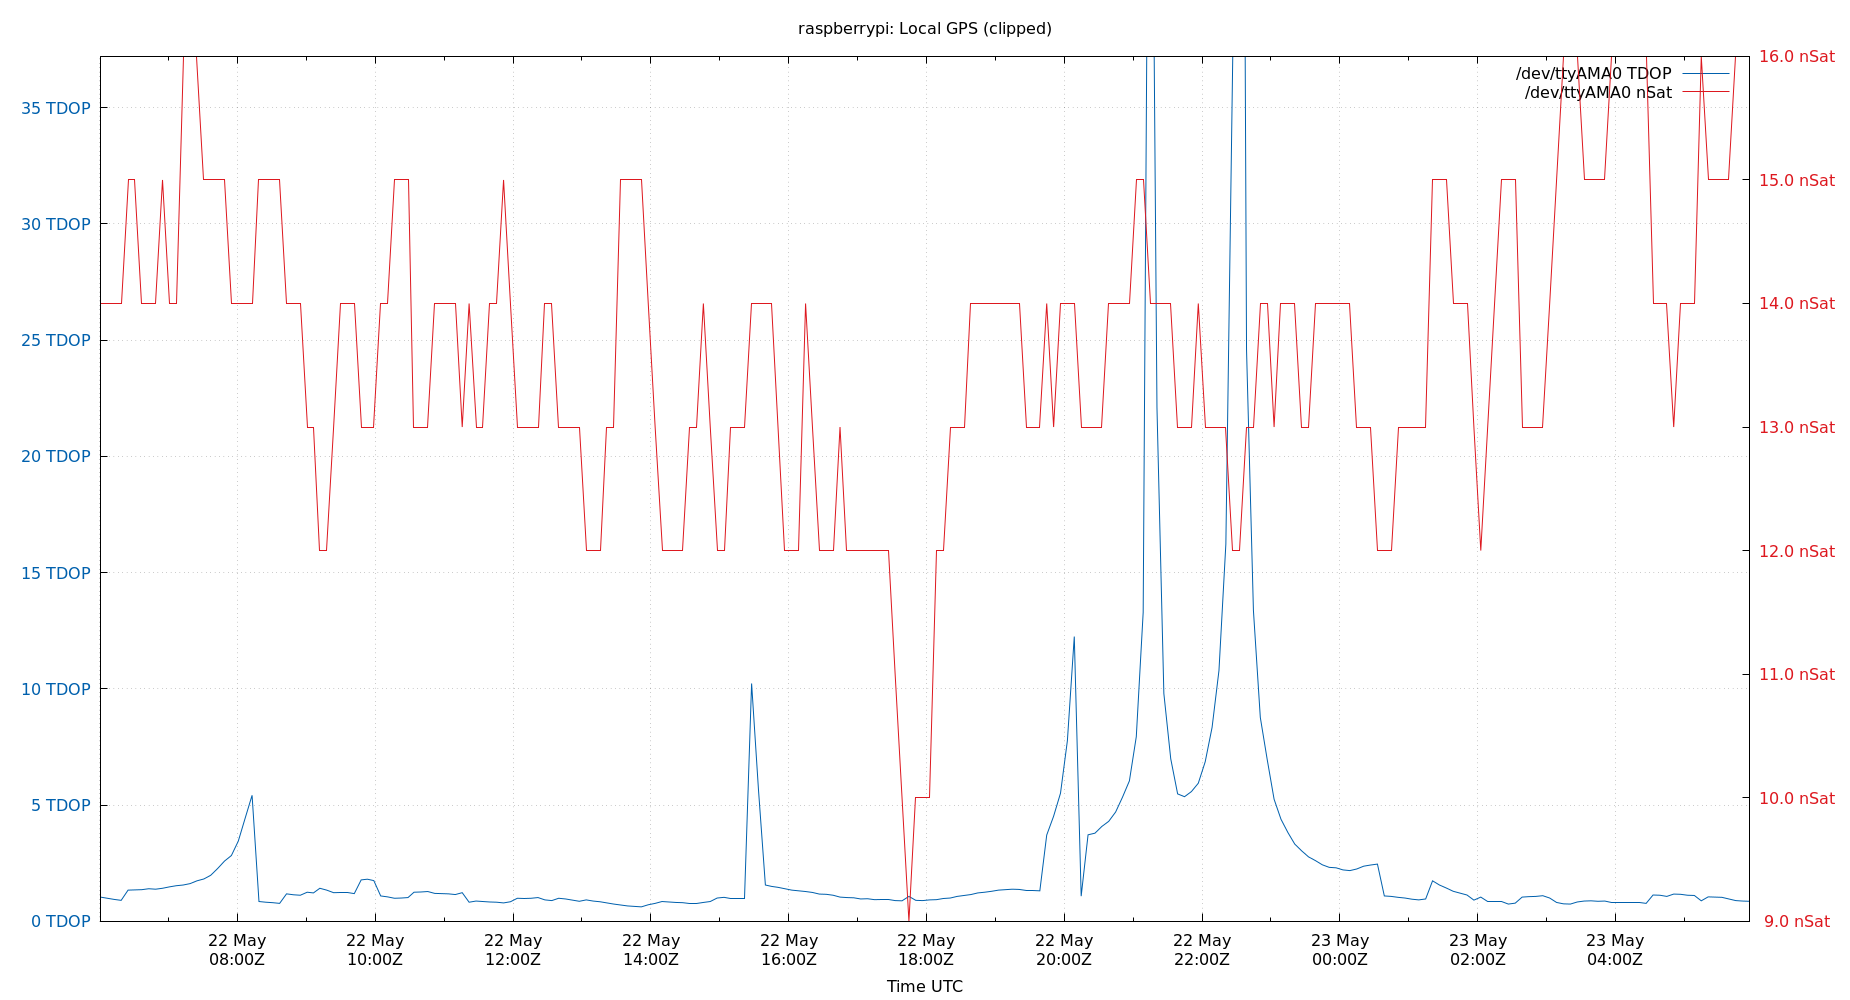 raspberrypi: Local GPS (clipped)
/dev/ttyAMA0 TDOP
/dev/ttyAMA0 nSat
35 TDOP
30 TDOP
25 TDOP
20 TDOP
15 TDOP
10 TDOP
5 TDOP
0 TDOP
16.0 nSat
15.0 nSat
14.0 nSat
13.0 nSat
12.0 nSat
11.0 nSat
10.0 nSat
9.0 nSat
22 May
08:00Z
22 May
10:00Z
22 May
12:00Z
22 May
14:00Z
22 May
16:00Z
22 May
18:00Z
22 May
20:00Z
22 May
22:00Z
23 May
00:00Z
23 May
02:00Z
23 May
04:00Z
Time UTC